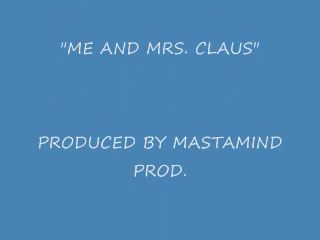 "ME AND MRS. CLAUS"
PRODUCED BY MASTAMIND
PROD.